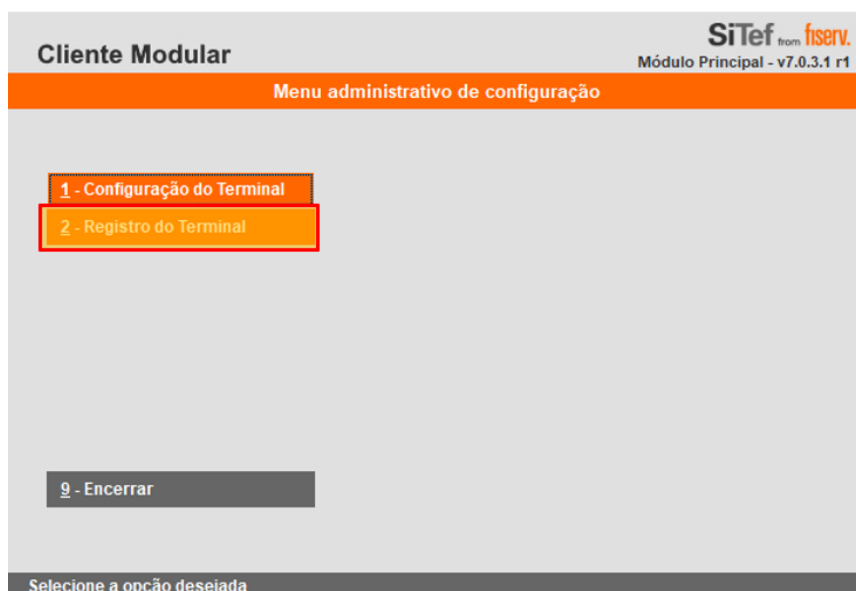 Cliente Modular
SiTef from fiserv.
Módulo Principal - v7.0.3.1 r1
Menu administrativo de configuração
1 - Configuração do Terminal
2 - Registro do Terminal
9 - Encerrar
Selecione a opção desejada